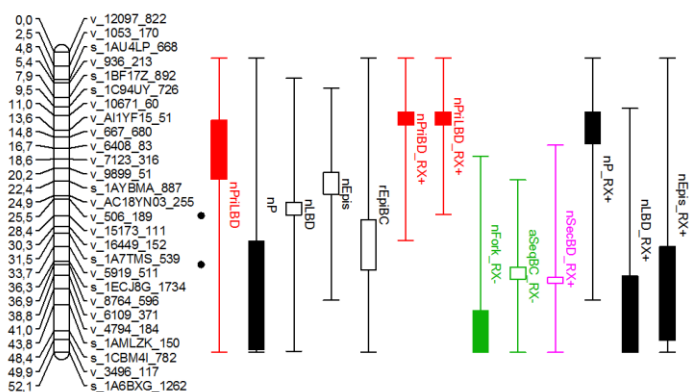 0,0 v_12097_822
2,5 v_1053_170
4,8 s_1AU4LP_668
5,4 v_936_213
7,9 s_1BF17Z_892
9,5 s_1C94UY_726
11,0 v_10671_60
13,6 v_AI1YF15_51
14,8 v_667_680
16,7 v_6408_83
18,6 v_7123_316
20,2 v_9899_51
22,4 s_1AYBMA_887
24,9 v_AC18YN03_255
25,5 v_506_189
28,4 v_15173_111
30,3 v_16449_152
31,5 s_1A7TMS_539
33,7 v_5919_511
36,3 s_1ECJ8G_1734
36,9 v_8764_596
38,8 v_6109_371
41,0 v_4794_184
43,8 s_1AMLZK_150
48,4 s_1CBM4I_782
49,9 v_3496_117
52,1 s_1A6BXG_1262
nPriLBD
nP
nLBD
nEpis
rEpiBC
nPriBD_RX+
nPriLBD_RX+
nFork_RX-
aSeqBC_RX-
nSecBD_RX+
nP_RX+
nLBD_RX+
nEpis_RX+